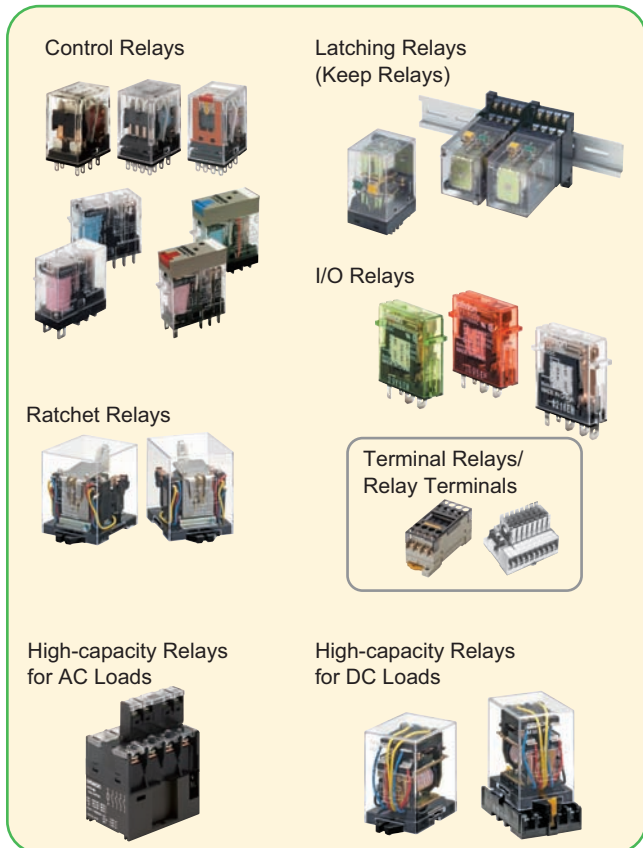 Control Relays
Latching Relays
(Keep Relays)
I/O Relays
Ratchet Relays
Terminal Relays/
Relay Terminals
High-capacity Relays
for AC Loads
High-capacity Relays
for DC Loads